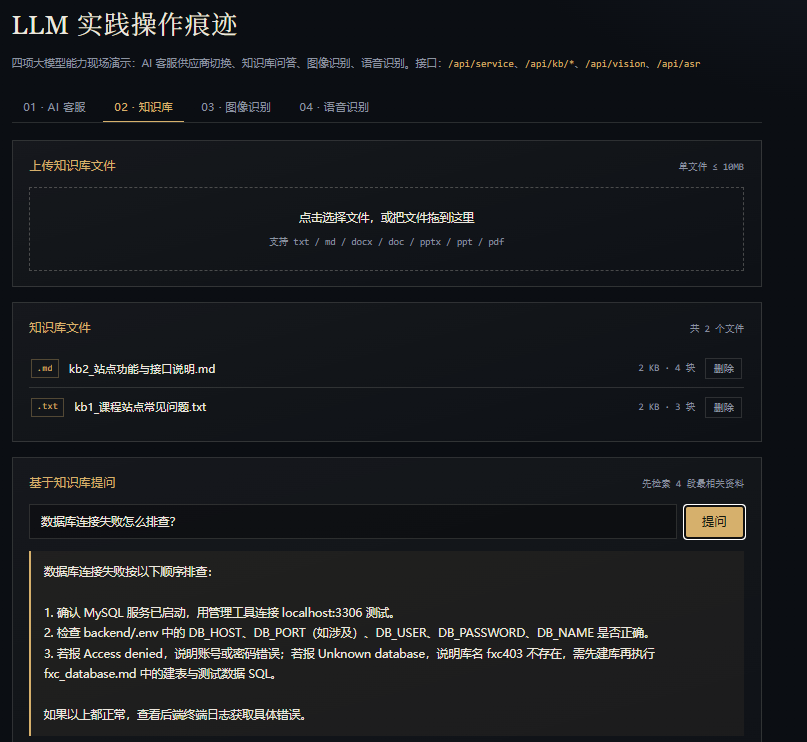 LLM 实践操作痕迹
四项大模型能力现场演示：AI 客服供应商切换、知识库问答、图像识别、语音识别。接口：/api/service、/api/kb/*、/api/vision、/api/asr
01 · AI 客服 02 · 知识库 03 · 图像识别 04 · 语音识别
上传知识库文件 单文件 ≤ 10MB
点击选择文件，或把文件拖到这里
支持 txt / md / docx / doc / pptx / ppt / pdf
知识库文件 共 2 个文件
.md kb2_站点功能与接口说明.md 2 KB · 4 块 删除
.txt kb1_课程站点常见问题.txt 2 KB · 3 块 删除
基于知识库提问 先检索 4 段最相关资料
数据库连接失败怎么排查？ 提问
数据库连接失败按以下顺序排查：
1. 确认 MySQL 服务已启动，用管理工具连接 localhost:3306 测试。
2. 检查 backend/.env 中的 DB_HOST、DB_PORT（如涉及）、DB_USER、DB_PASSWORD、DB_NAME 是否正确。
3. 若报 Access denied，说明账号或密码错误；若报 Unknown database，说明库名 fxc403 不存在，需先建库再执行
fxc_database.md 中的建表与测试数据 SQL。
如果以上都正常，查看后端终端日志获取具体错误。